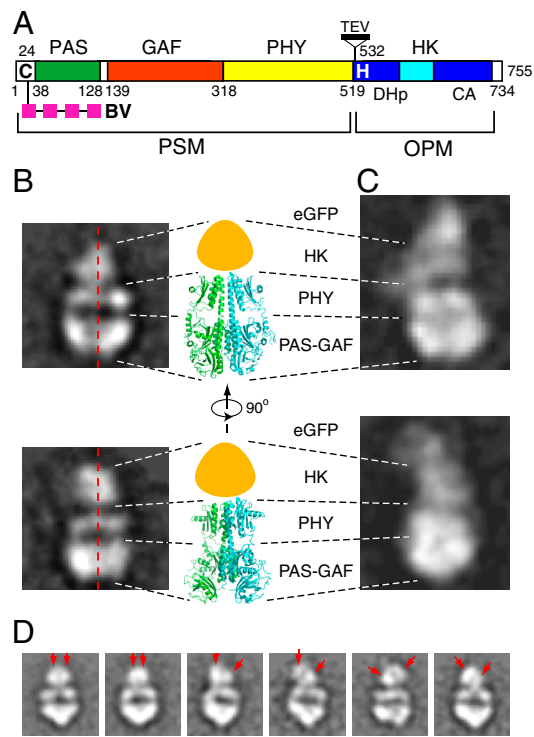 A
TEV
24 PAS GAF PHY 532 HK
C H 755
1 38 128 139 318 519 DHp CA 734
BV
PSM OPM
B C
eGFP
HK
PHY
PAS-GAF
90°
eGFP
HK
PHY
PAS-GAF
D